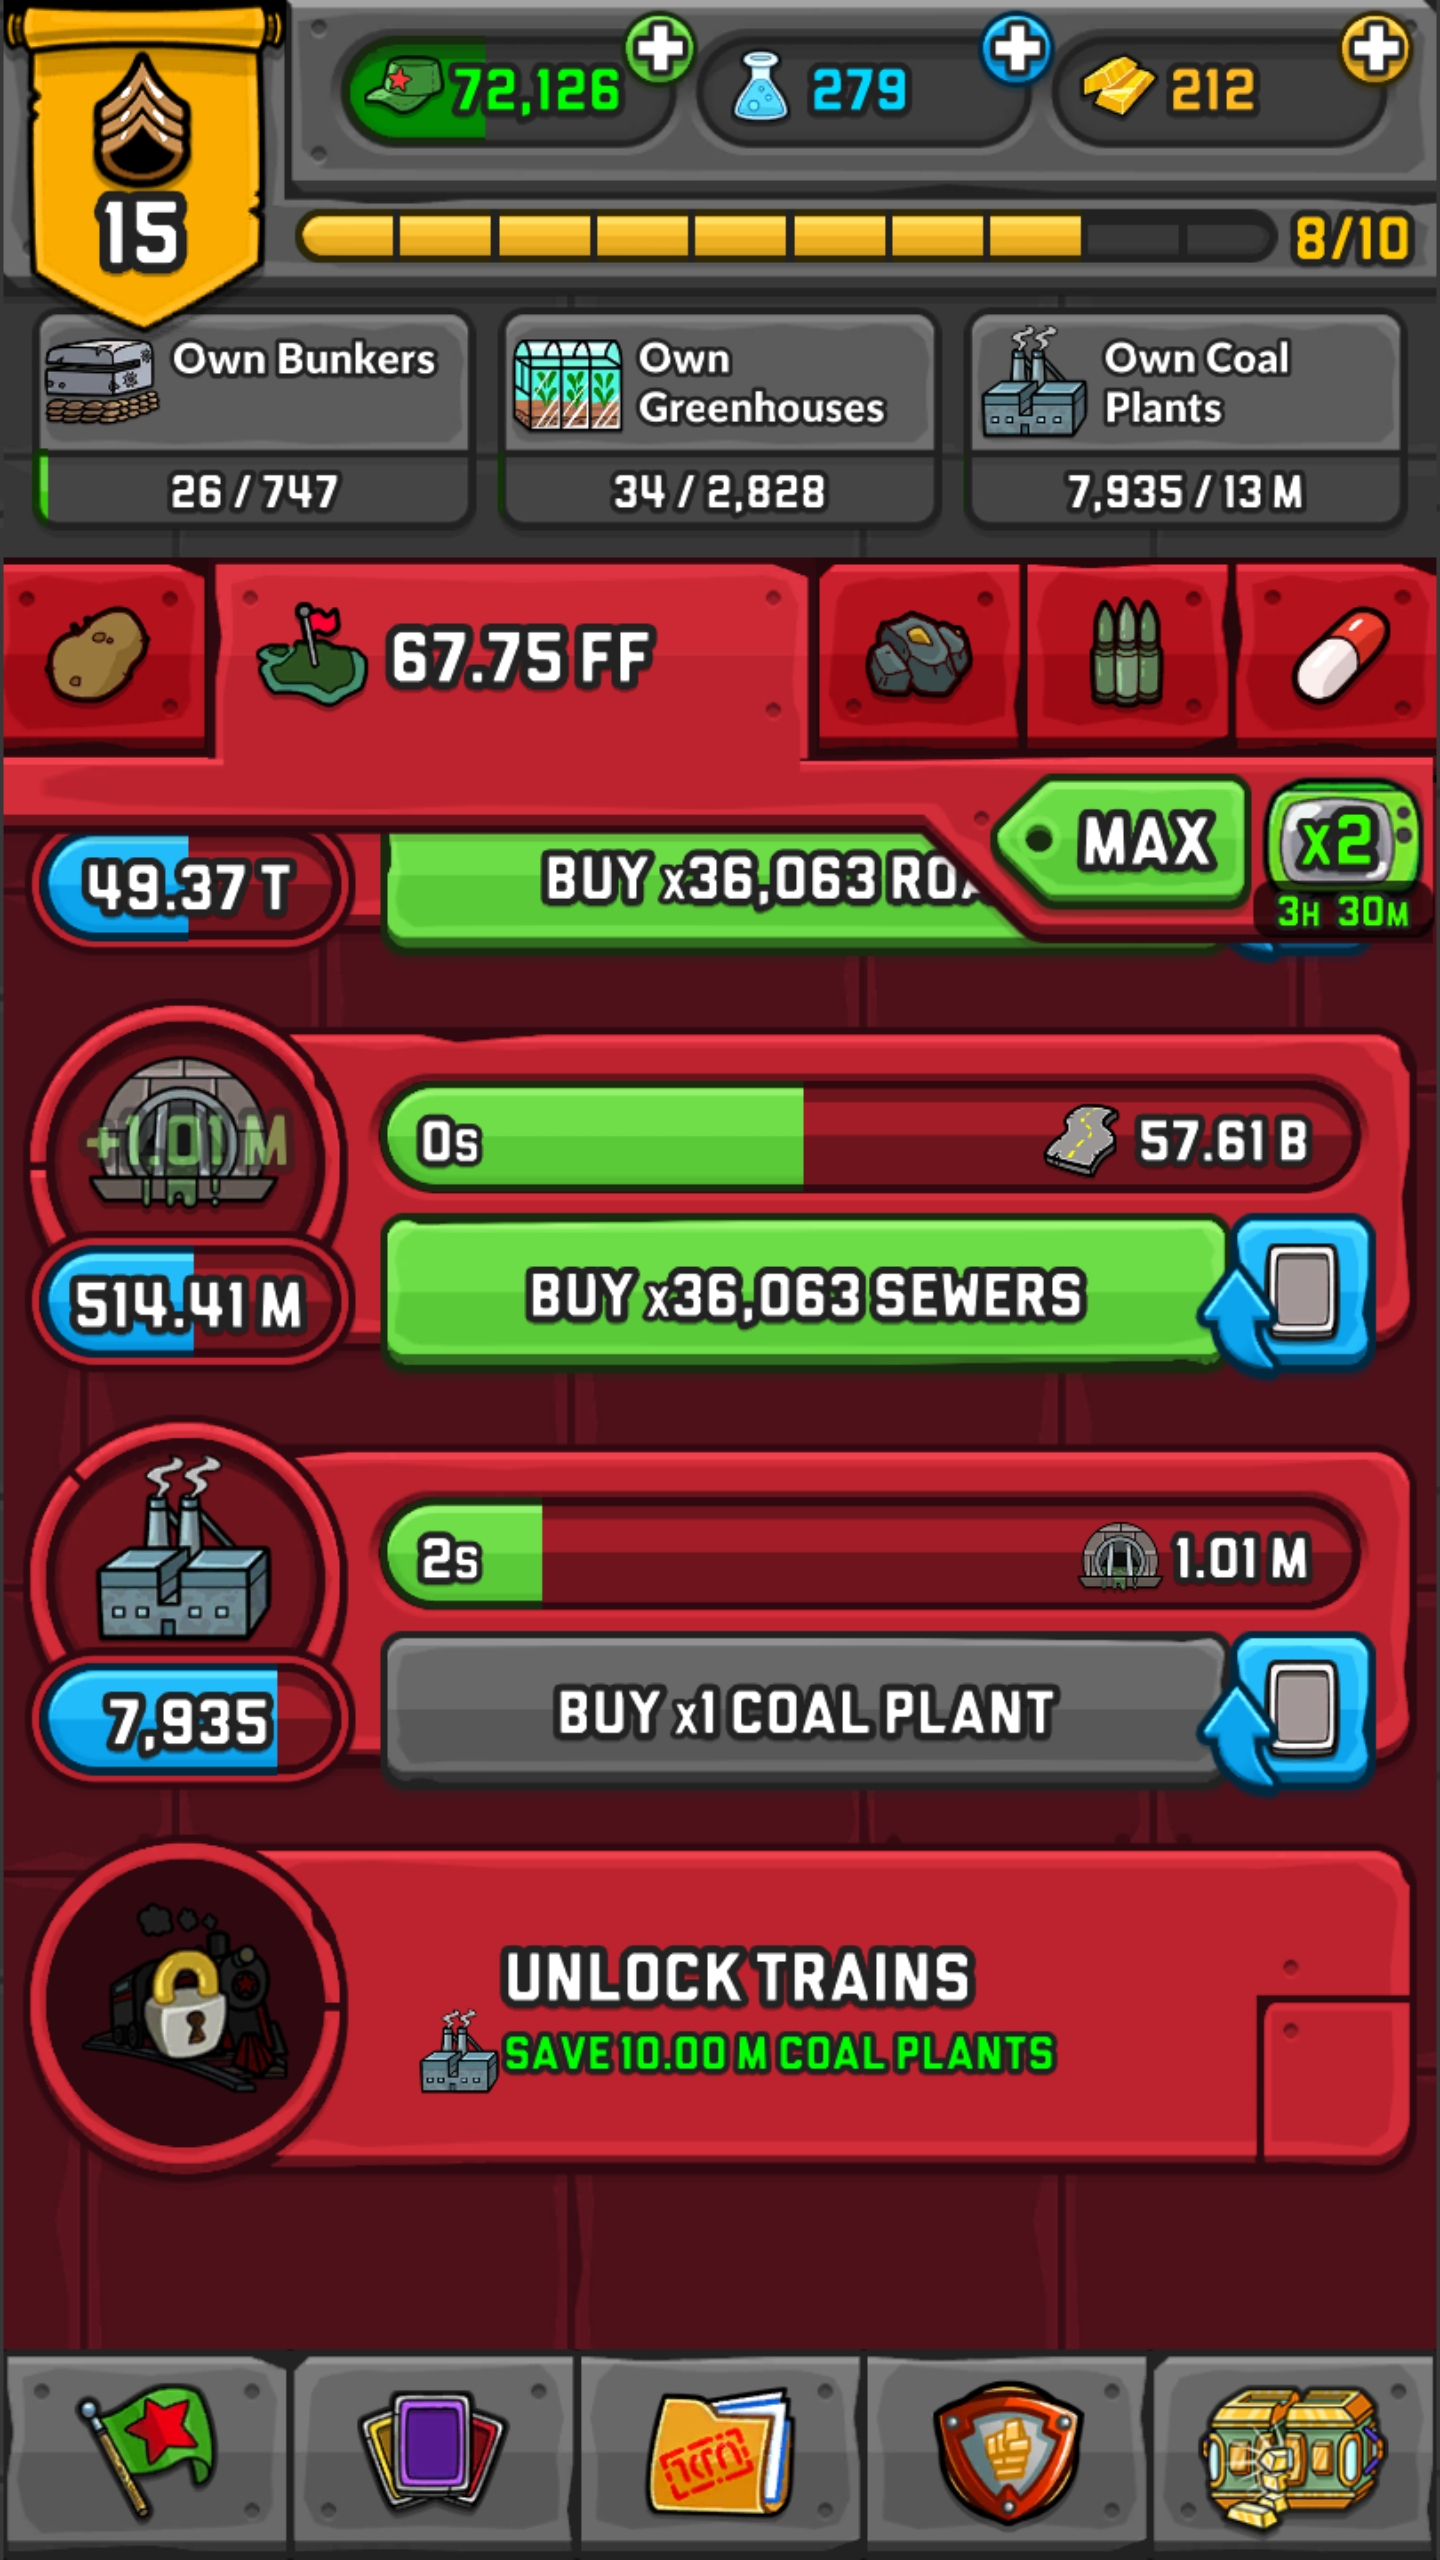 72,126
279
212
15
8/10
Own Bunkers
26 / 747
Own
Greenhouses
34 / 2,828
Own Coal
Plants
7,935 / 13 M
67.75 FF
MAX
x2
3H 30M
49.37 T
BUY x36,063
+1.01 M
0s
57.61 B
514.41 M
BUY x36,063 SEWERS
2s
1.01 M
7,935
BUY x1 COAL PLANT
UNLOCK TRAINS
SAVE 10.00 M COAL PLANTS